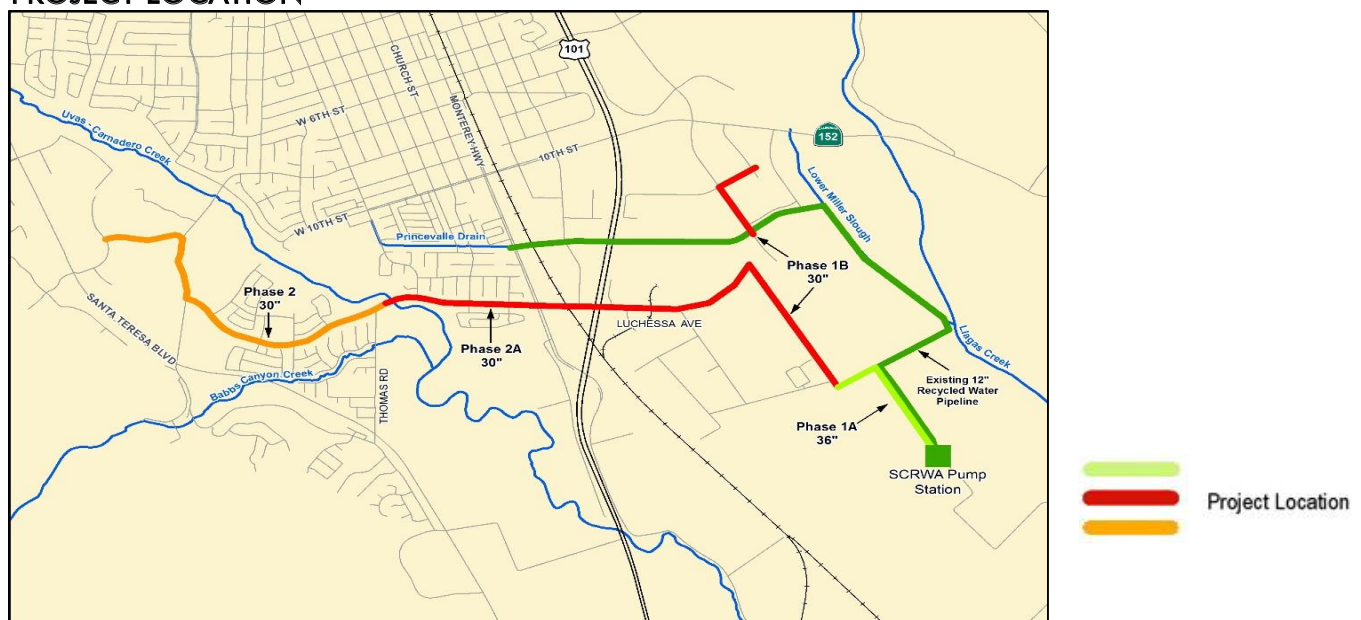 PROJECT LOCATION
101
CHURCH ST
MONTEREY HWY
W 6TH ST
Uvas - Carnadero Creek
10TH ST
152
Lower Miller Slough
W 10TH ST
Princevalle Drain
Phase 1B
30"
Phase 2
30"
SANTA TERESA BLVD
LUCHESSA AVE
Phase 2A
30"
Llagas Creek
Babbs Canyon Creek
THOMAS RD
Existing 12"
Recycled Water
Pipeline
Phase 1A
36"
SCRWA Pump
Station
Project Location